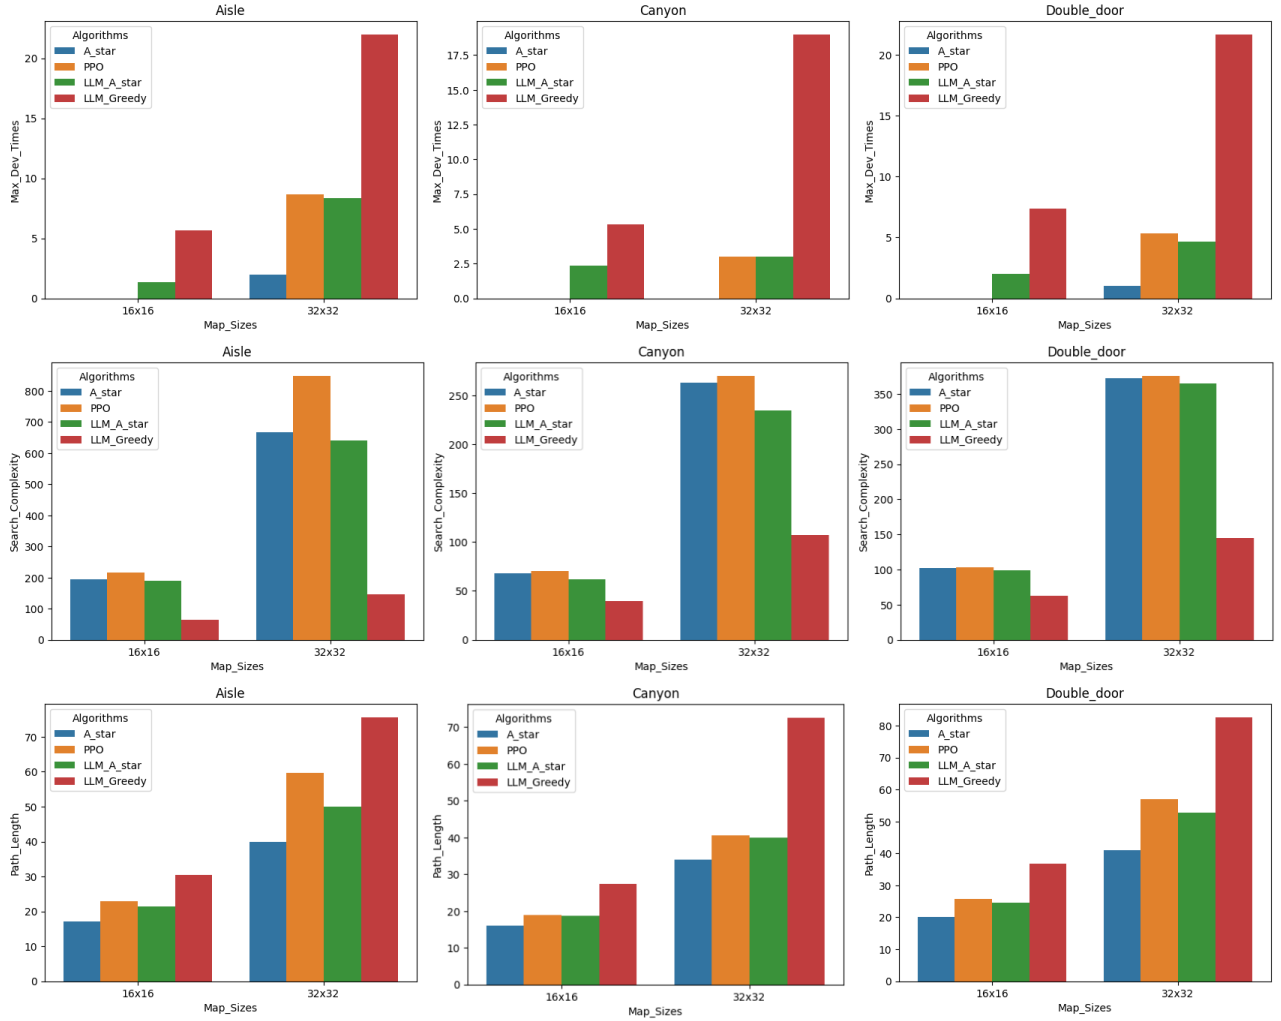 Aisle
Algorithms
A_star
PPO
LLM_A_star
LLM_Greedy
Max_Dev_Times
20
15
10
5
0
16x16
32x32
Map_Sizes
Canyon
Algorithms
A_star
PPO
LLM_A_star
LLM_Greedy
Max_Dev_Times
17.5
15.0
12.5
10.0
7.5
5.0
2.5
0.0
16x16
32x32
Map_Sizes
Double_door
Algorithms
A_star
PPO
LLM_A_star
LLM_Greedy
Max_Dev_Times
20
15
10
5
0
16x16
32x32
Map_Sizes
Aisle
Algorithms
A_star
PPO
LLM_A_star
LLM_Greedy
Search_Complexity
800
700
600
500
400
300
200
100
0
16x16
32x32
Map_Sizes
Canyon
Algorithms
A_star
PPO
LLM_A_star
LLM_Greedy
Search_Complexity
250
200
150
100
50
0
16x16
32x32
Map_Sizes
Double_door
Algorithms
A_star
PPO
LLM_A_star
LLM_Greedy
Search_Complexity
350
300
250
200
150
100
50
0
16x16
32x32
Map_Sizes
Aisle
Algorithms
A_star
PPO
LLM_A_star
LLM_Greedy
Path_Length
70
60
50
40
30
20
10
0
16x16
32x32
Map_Sizes
Canyon
Algorithms
A_star
PPO
LLM_A_star
LLM_Greedy
Path_Length
70
60
50
40
30
20
10
0
16x16
32x32
Map_Sizes
Double_door
Algorithms
A_star
PPO
LLM_A_star
LLM_Greedy
Path_Length
80
70
60
50
40
30
20
10
0
16x16
32x32
Map_Sizes